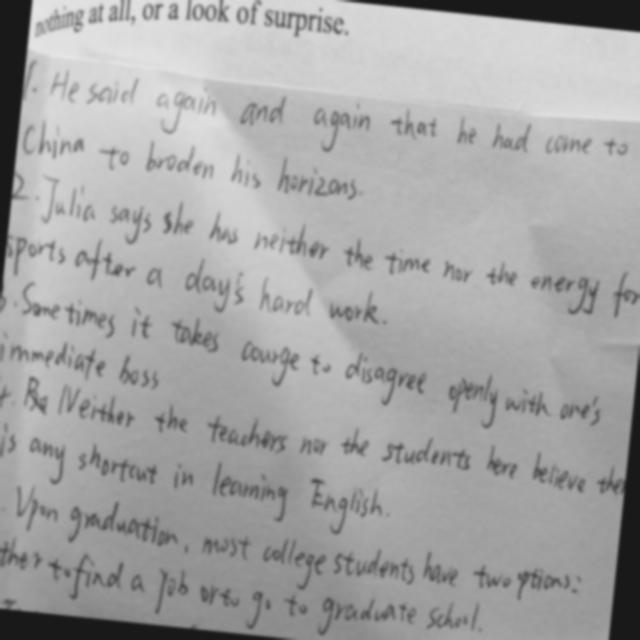 nothing at all, or a look of surprise.
1. He said again and again that he had come to
China to broden his horizons.
2. Julia says she has neither the time nor the energy for
sports after a day's hard work.
3. Sometimes it takes courge to disagree openly with one's
immediate boss
4. Neither the teachers nor the students here believe there
is any shortcut in learning English.
Upon graduation, most college students have two options:
either to find a job or to go to graduate school.